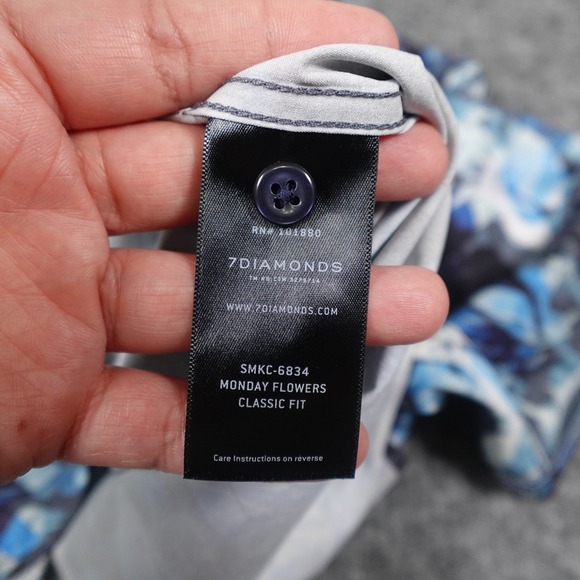 RN# 101880
7DIAMONDS
WWW.7DIAMONDS.COM
SMKC-6834
MONDAY FLOWERS
CLASSIC FIT
Care Instructions on reverse